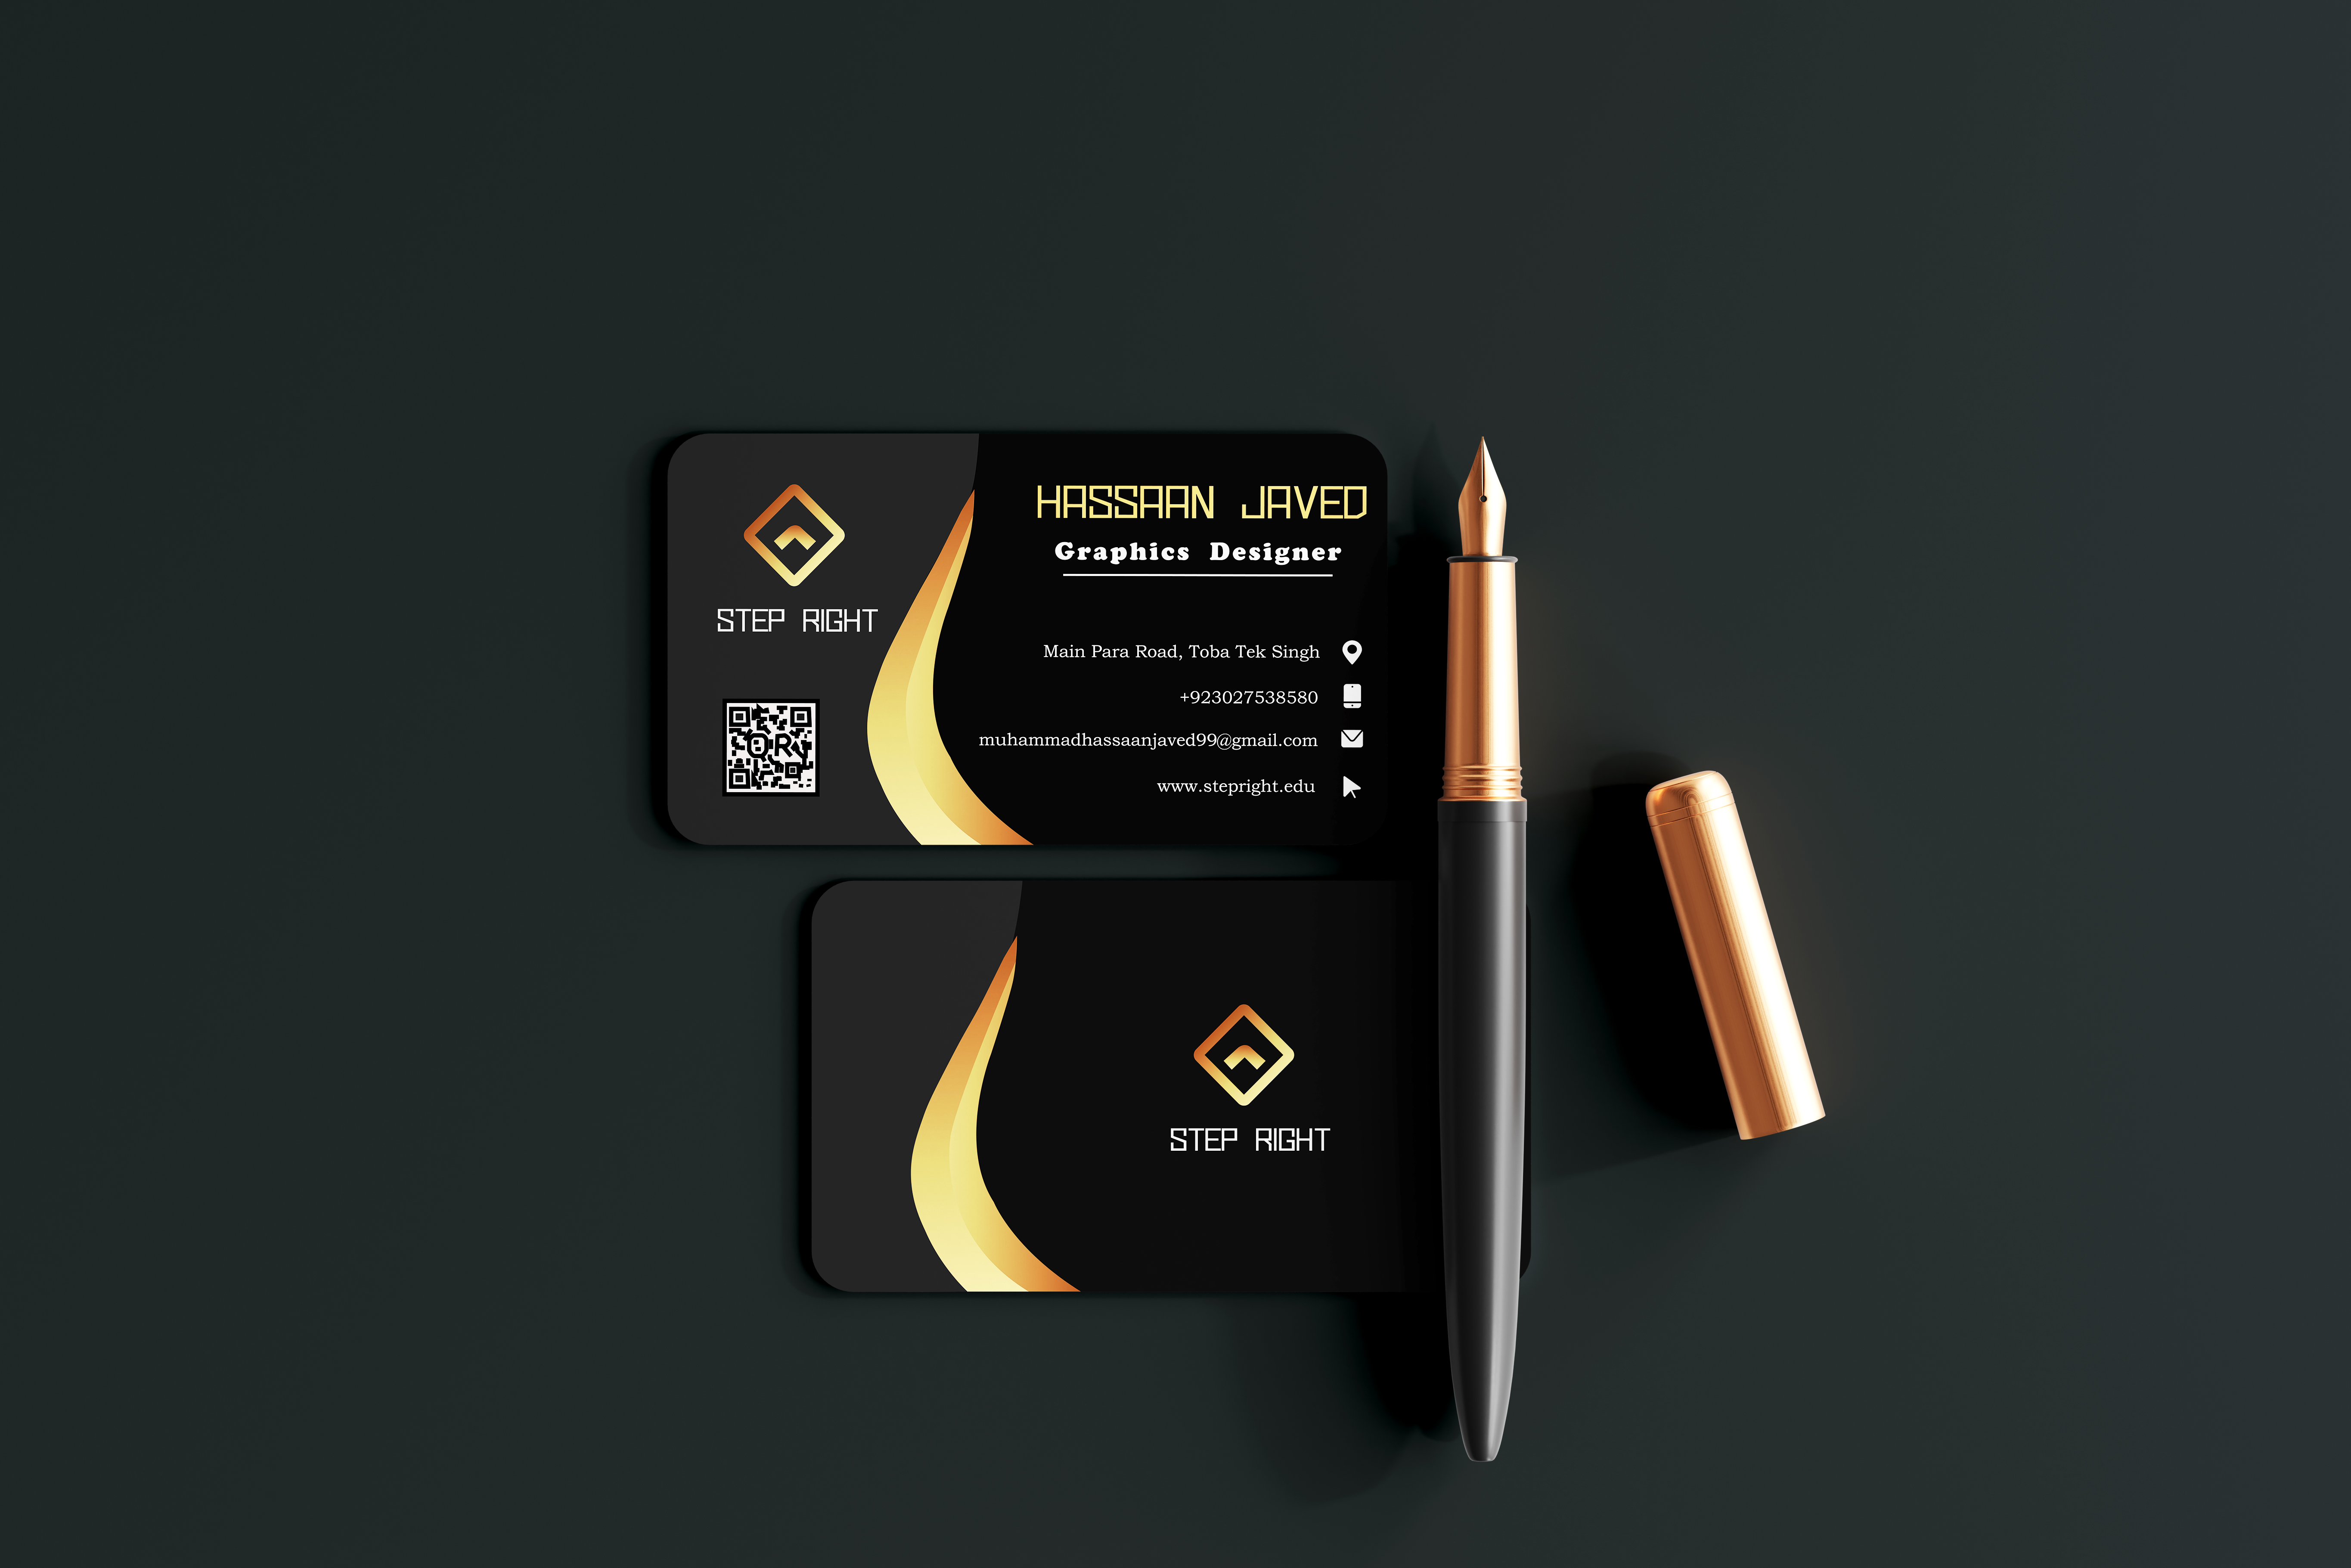 HASSAAN JAVED
Graphics Designer
STEP RIGHT
Main Para Road, Toba Tek Singh
+923027538580
muhammadhassaanjaved99@gmail.com
www.stepright.edu
QR
STEP RIGHT